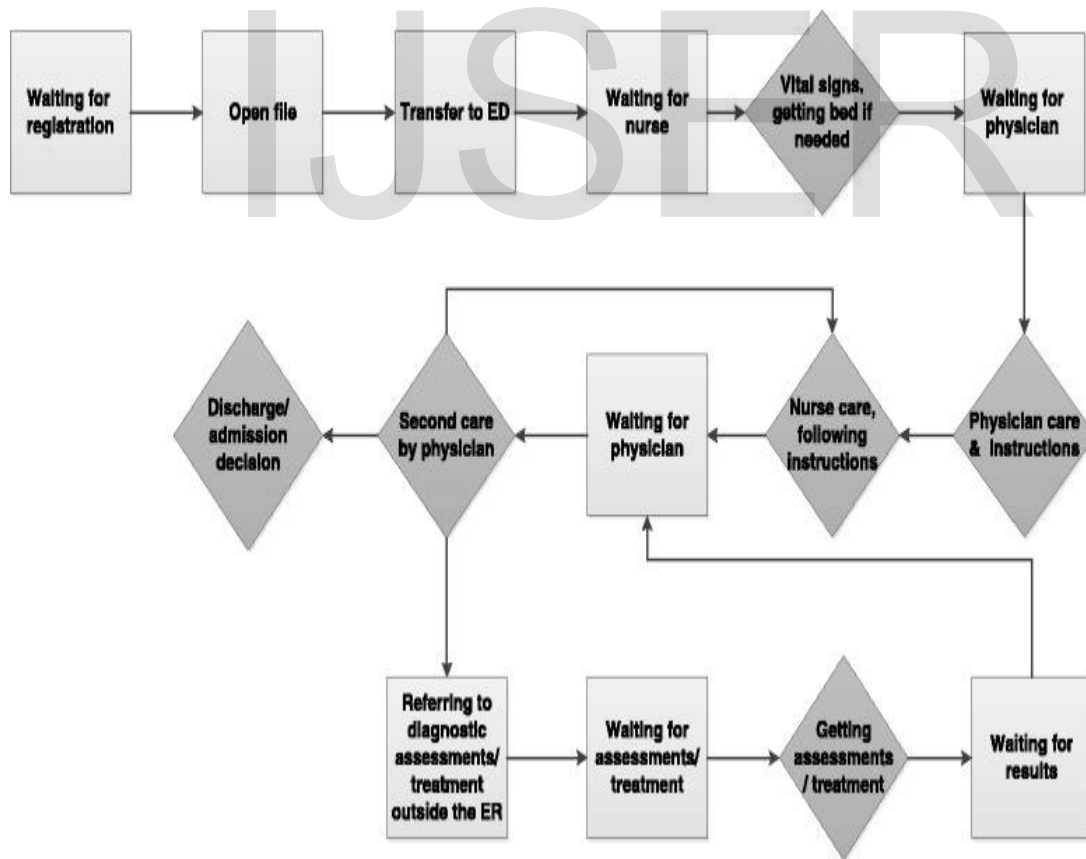 IJSER
Waiting for
registration
Open file
Transfer to ED
Waiting for
nurse
Vital signs,
getting bed if
needed
Waiting for
physician
Discharge/
admission
decision
Second care
by physician
Waiting for
physician
Nurse care,
following
instructions
Physician care
& instructions
Referring to
diagnostic
assessments/
treatment
outside the ER
Waiting for
assessments/
treatment
Getting
assessments
/ treatment
Waiting for
results